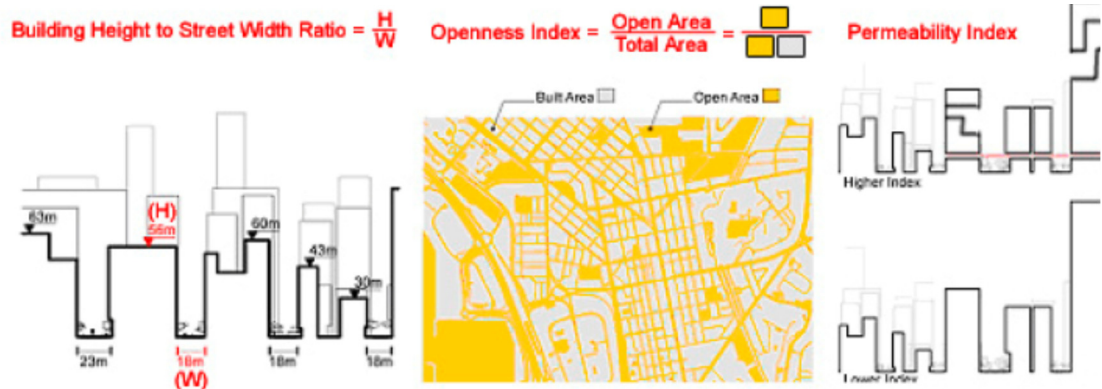 Building Height to Street Width Ratio = H/W
63m
(H)
56m
60m
43m
30m
23m
18m
(W)
18m
18m
Openness Index = Open Area/Total Area =
Built Area
Open Area
Permeability Index
Higher Index
Lower Index